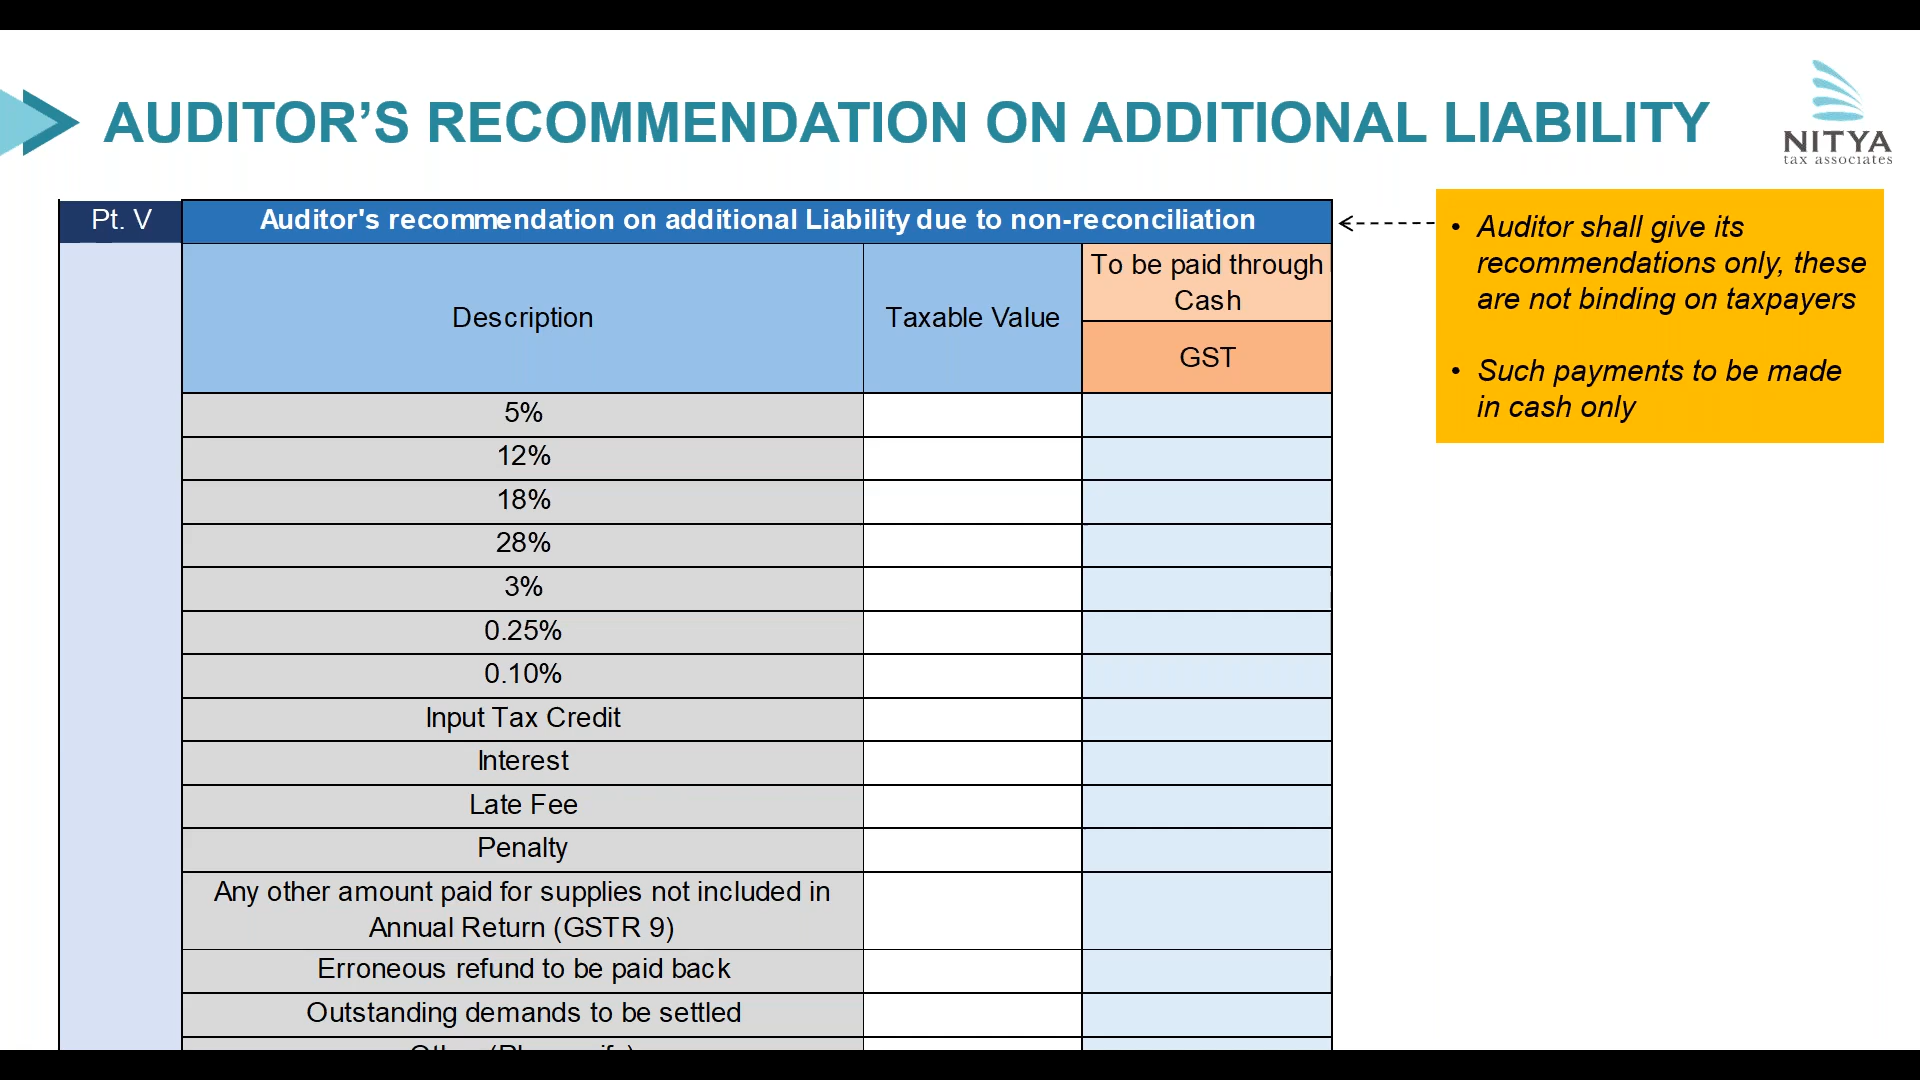 AUDITOR’S RECOMMENDATION ON ADDITIONAL LIABILITY
NITYA
tax associates
Pt. V
Auditor's recommendation on additional Liability due to non-reconciliation
Description
Taxable Value
To be paid through
Cash
GST
5%
12%
18%
28%
3%
0.25%
0.10%
Input Tax Credit
Interest
Late Fee
Penalty
Any other amount paid for supplies not included in
Annual Return (GSTR 9)
Erroneous refund to be paid back
Outstanding demands to be settled
• Auditor shall give its
recommendations only, these
are not binding on taxpayers
• Such payments to be made
in cash only